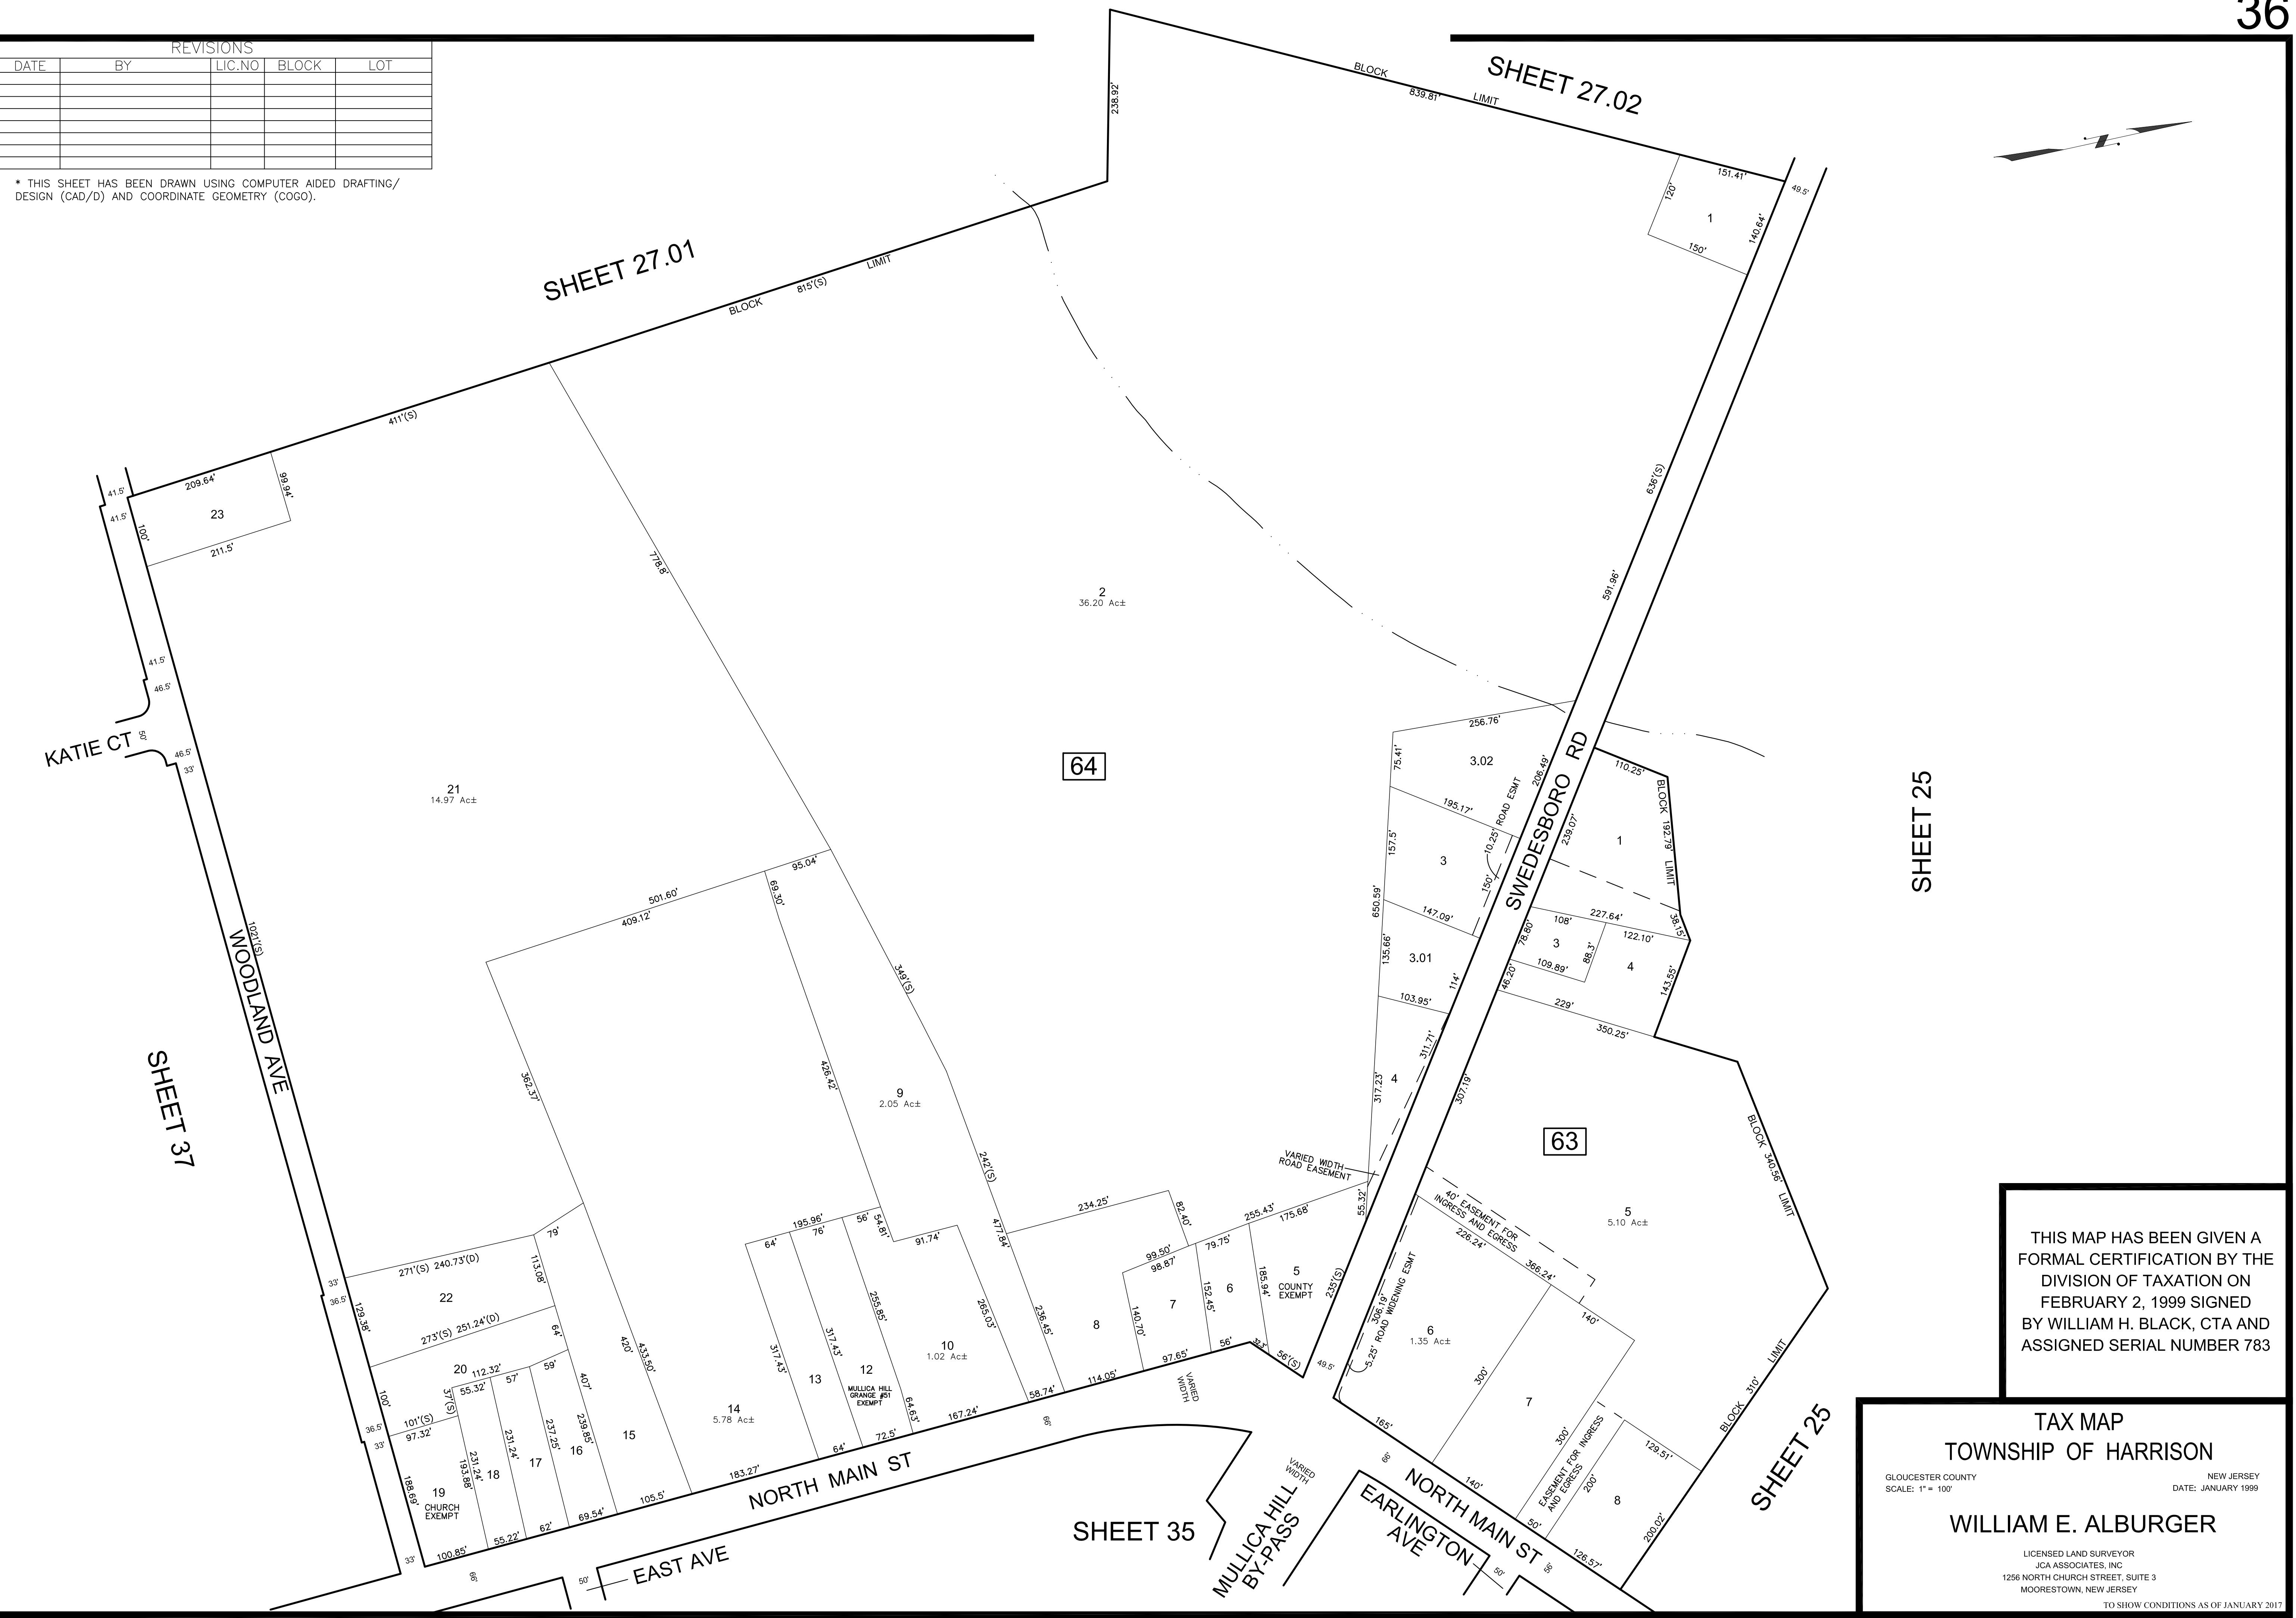 36
REVISIONS
DATE BY LIC.NO BLOCK LOT
* THIS SHEET HAS BEEN DRAWN USING COMPUTER AIDED DRAFTING/
DESIGN (CAD/D) AND COORDINATE GEOMETRY (COGO).
SHEET 27.02
BLOCK
839.81'
LIMIT
238.92'
151.41'
120'
1
140.64'
150'
49.5'
SHEET 27.01
BLOCK
815'(S)
LIMIT
411'(S)
209.64'
99.94'
23
100'
211.5'
41.5'
41.5'
778.8'
636'(S)
591.96'
2
36.20 Ac±
41.5'
46.5'
KATIE CT
50'
46.5'
33'
64
21
14.97 Ac±
256.76'
75.41'
3.02
206.49'
195.17'
10.25' ROAD ESMT
157.5'
3
150'
147.09'
650.59'
135.66'
3.01
114'
103.95'
311.71'
317.23'
4
SWEDESBORO RD
110.25'
BLOCK 192.79' LIMIT
239.07'
1
38.15'
227.64'
108'
122.10'
78.80'
3
88.3'
109.89'
4
46.20'
143.55'
229'
350.25'
SHEET 25
95.04'
501.60'
409.12'
69.30'
349'(S)
1021'(S)
WOODLAND AVE
362.37'
426.42'
9
2.05 Ac±
242'(S)
SHEET 37
307.19'
63
BLOCK 340.56' LIMIT
VARIED WIDTH
ROAD EASEMENT
55.32'
40' EASEMENT FOR
INGRESS AND EGRESS
226.24'
366.24'
5
5.10 Ac±
140'
234.25'
82.40'
477.84'
255.43'
175.68'
99.50'
98.87'
79.75'
185.94'
5
COUNTY
EXEMPT
235'(S)
6
152.45'
7
140.70'
8
236.45'
114.05'
97.65'
56'
32.3'
56'(S)
49.5'
195.96'
64'
76'
56'
54.81'
91.74'
265.03'
255.85'
317.43'
317.43'
10
1.02 Ac±
12
MULLICA HILL
GRANGE #51
EXEMPT
13
14
5.78 Ac±
64.63'
58.74'
167.24'
72.5'
64'
183.27'
79'
113.08'
271'(S) 240.73'(D)
22
33'
36.5'
129.38'
273'(S) 251.24'(D)
64'
420'
433.50'
20
112.32'
55.32'
57'
59'
37'(S)
101'(S)
97.32'
100'
36.5'
33'
407'
239.85'
237.25'
231.24'
231.24'
193.88'
188.69'
19
CHURCH
EXEMPT
18
17
16
15
33'
100.85'
55.22'
62'
69.54'
105.5'
66'
NORTH MAIN ST
66'
VARIED
WIDTH
50'
EAST AVE
SHEET 35
MULLICA HILL
BY-PASS
VARIED
WIDTH
306.19'
5.25' ROAD WIDENING ESMT
6
1.35 Ac±
300'
7
300'
165'
66'
140'
NORTH MAIN ST
EASEMENT FOR INGRESS
AND EGRESS
129.51'
200'
8
50'
126.57'
200.02'
BLOCK 310' LIMIT
SHEET 25
EARLINGTON
AVE
50'
56'
THIS MAP HAS BEEN GIVEN A
FORMAL CERTIFICATION BY THE
DIVISION OF TAXATION ON
FEBRUARY 2, 1999 SIGNED
BY WILLIAM H. BLACK, CTA AND
ASSIGNED SERIAL NUMBER 783
TAX MAP
TOWNSHIP OF HARRISON
GLOUCESTER COUNTY NEW JERSEY
SCALE: 1" = 100' DATE: JANUARY 1999
WILLIAM E. ALBURGER
LICENSED LAND SURVEYOR
JCA ASSOCIATES, INC
1256 NORTH CHURCH STREET, SUITE 3
MOORESTOWN, NEW JERSEY
TO SHOW CONDITIONS AS OF JANUARY 2017